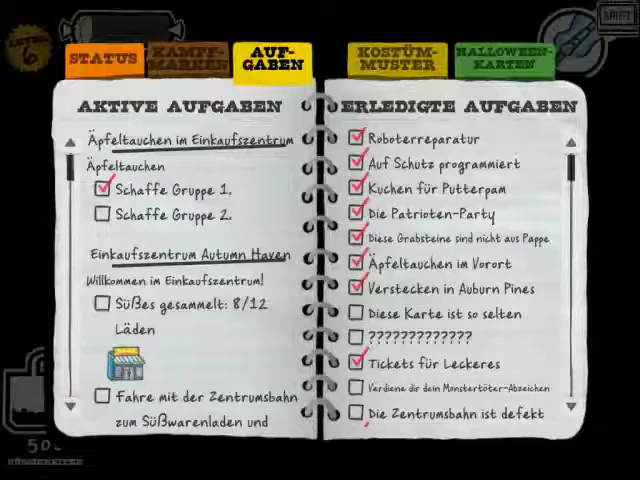 LEVEL
6
STATUS
KAMPF-
MARKEN
AUF-
GABEN
KOSTÜM-
MUSTER
HALLOWEEN-
KARTEN
AKTIVE AUFGABEN
Äpfeltauchen im Einkaufszentrum
Äpfeltauchen
Schaffe Gruppe 1.
Schaffe Gruppe 2.
Einkaufszentrum Autumn Haven
Willkommen im Einkaufszentrum!
Süßes gesammelt: 8/12
Läden
Fahre mit der Zentrumsbahn
zum Süßwarenladen und
ERLEDIGTE AUFGABEN
Roboterreparatur
Auf Schutz programmiert
Kuchen für Putterpam
Die Patrioten-Party
Diese Grabsteine sind nicht aus Pappe
Äpfeltauchen im Vorort
Verstecken in Auburn Pines
Diese Karte ist so selten
?????????????
Tickets für Leckeres
Verdiene dir dein Monstertöter-Abzeichen
Die Zentrumsbahn ist defekt